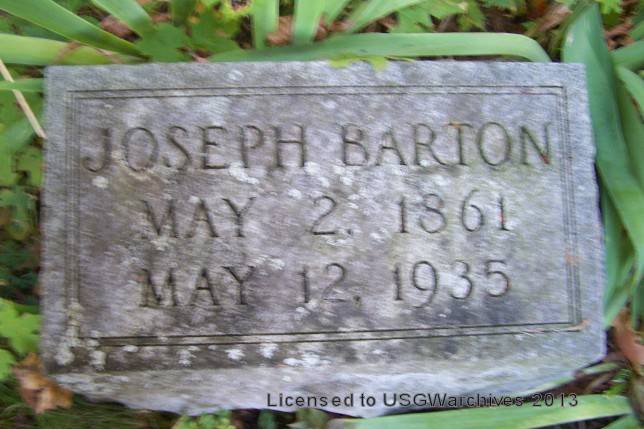 JOSEPH BARTON
MAY 2, 1861
MAY 12, 1935
Licensed to USGWarchives 2013